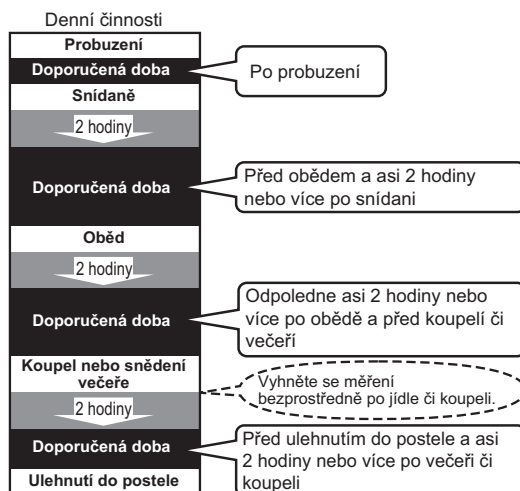 Denní činnosti
Probuzení
Doporučená doba
Po probuzení
Snídaně
2 hodiny
Doporučená doba
Před obědem a asi 2 hodiny
nebo více po snídani
Oběd
2 hodiny
Doporučená doba
Odpoledne asi 2 hodiny nebo
více po obědě a před koupelí či
večeří
Koupel nebo snědení
večeře
Vyhněte se měření
bezprostředně po jídle či koupeli.
2 hodiny
Doporučená doba
Před ulehnutím do postele a asi
2 hodiny nebo více po večeři či
koupeli
Ulehnutí do postele